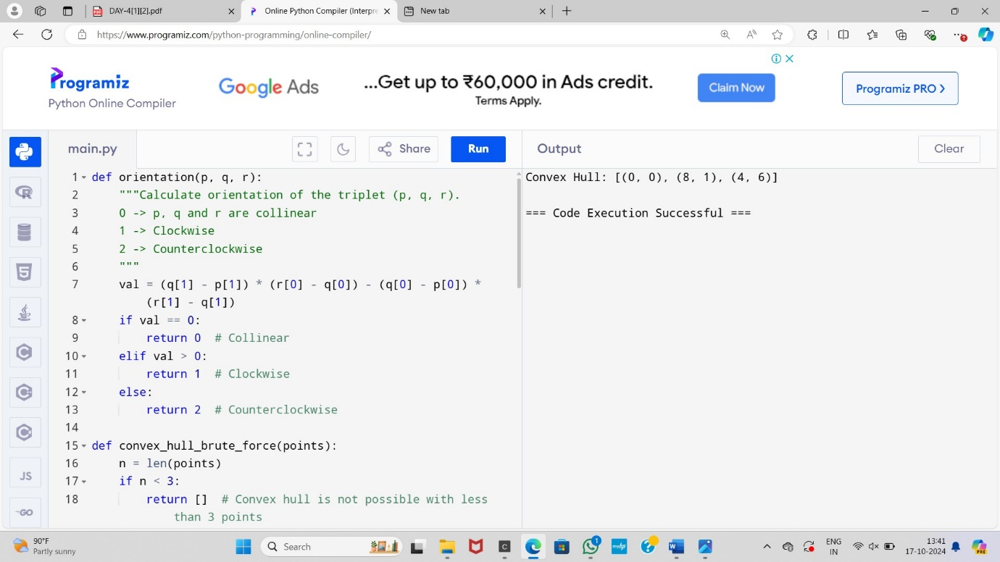 DAY-4[1][2].pdf
Online Python Compiler (Interpre
New tab
https://www.programiz.com/python-programming/online-compiler/
Programiz
Python Online Compiler
Google Ads
...Get up to ₹60,000 in Ads credit.
Terms Apply.
Claim Now
Programiz PRO >
main.py
Share
Run
Output
Clear
1 def orientation(p, q, r):
2 """Calculate orientation of the triplet (p, q, r).
3 0 -> p, q and r are collinear
4 1 -> Clockwise
5 2 -> Counterclockwise
6 """
7 val = (q[1] - p[1]) * (r[0] - q[0]) - (q[0] - p[0]) *
(r[1] - q[1])
8 if val == 0:
9 return 0 # Collinear
10 elif val > 0:
11 return 1 # Clockwise
12 else:
13 return 2 # Counterclockwise
14
15 def convex_hull_brute_force(points):
16 n = len(points)
17 if n < 3:
18 return [] # Convex hull is not possible with less
than 3 points
Convex Hull: [(0, 0), (8, 1), (4, 6)]
=== Code Execution Successful ===
JS
GO
90°F
Partly sunny
Search
ENG
IN
13:41
17-10-2024